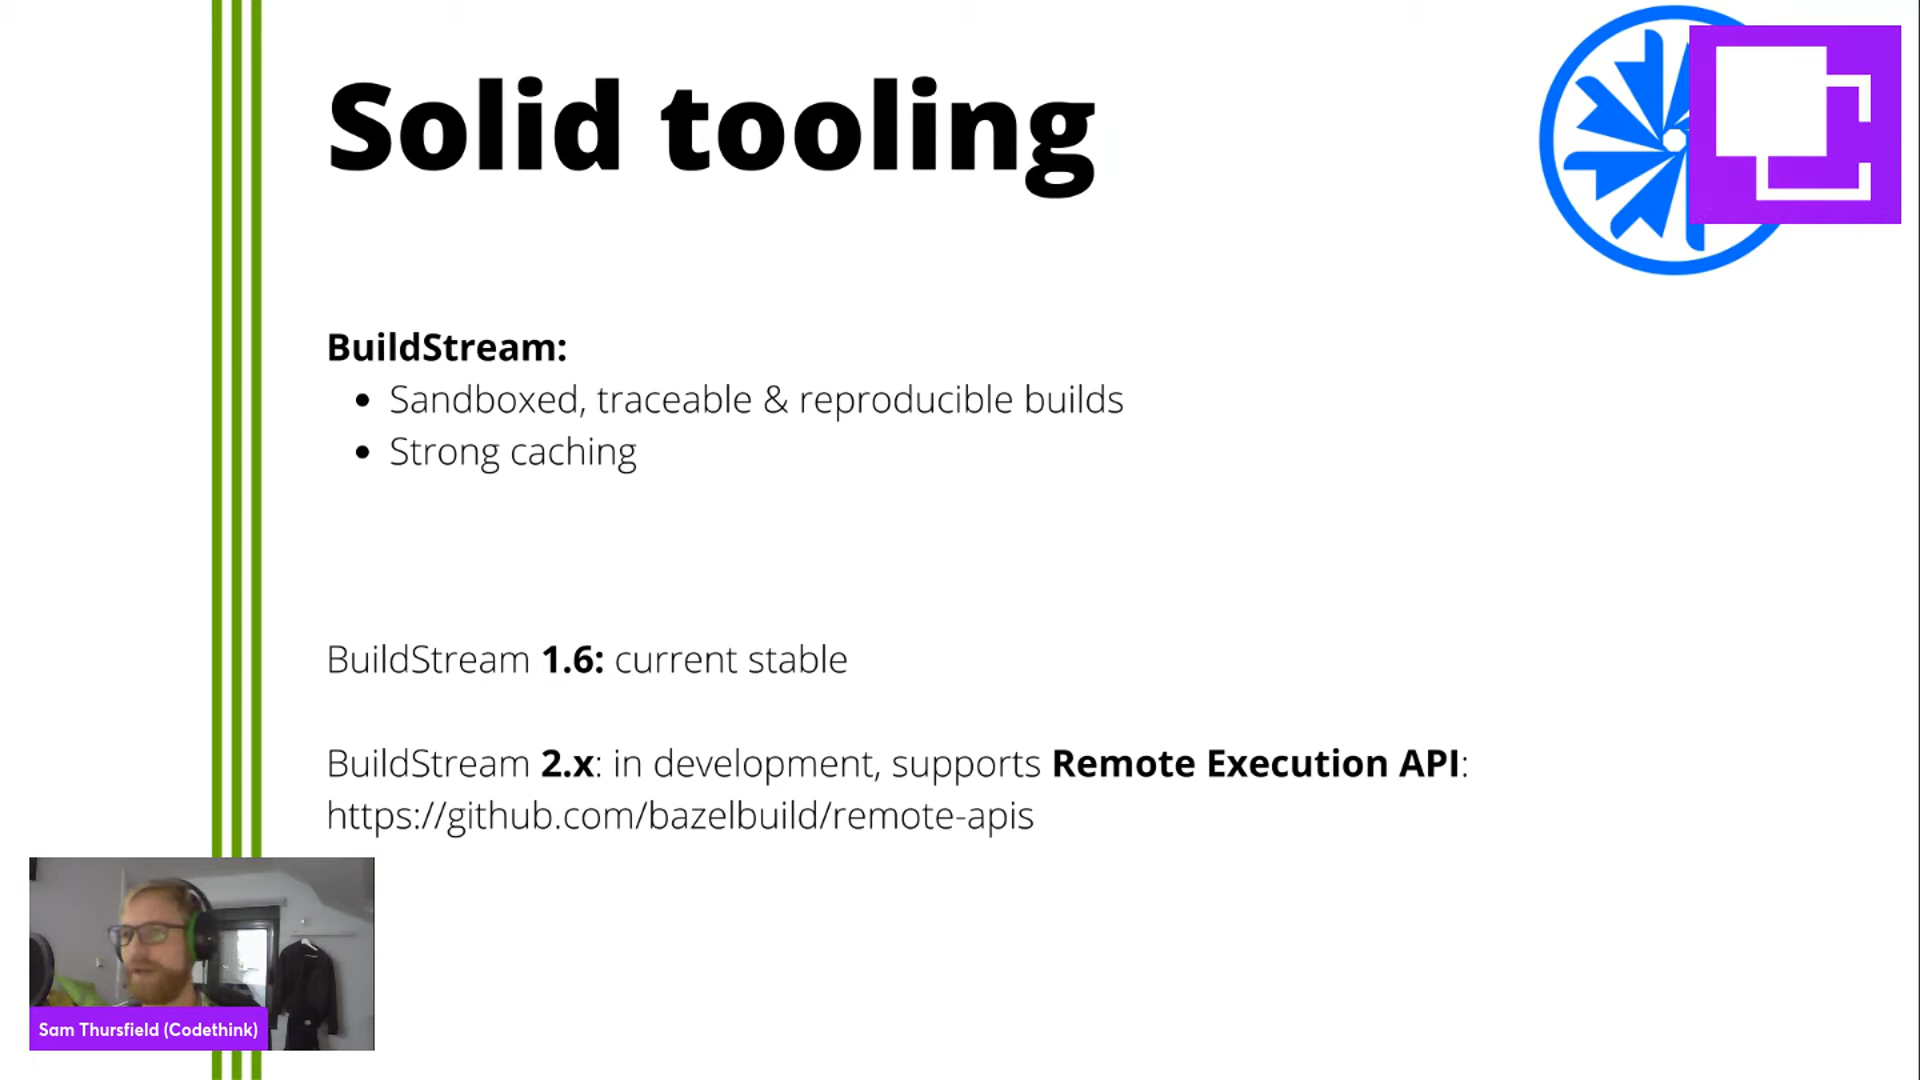 Solid tooling
BuildStream:
• Sandboxed, traceable & reproducible builds
• Strong caching
BuildStream 1.6: current stable
BuildStream 2.x: in development, supports Remote Execution API:
https://github.com/bazelbuild/remote-apis
Sam Thursfield (Codethink)